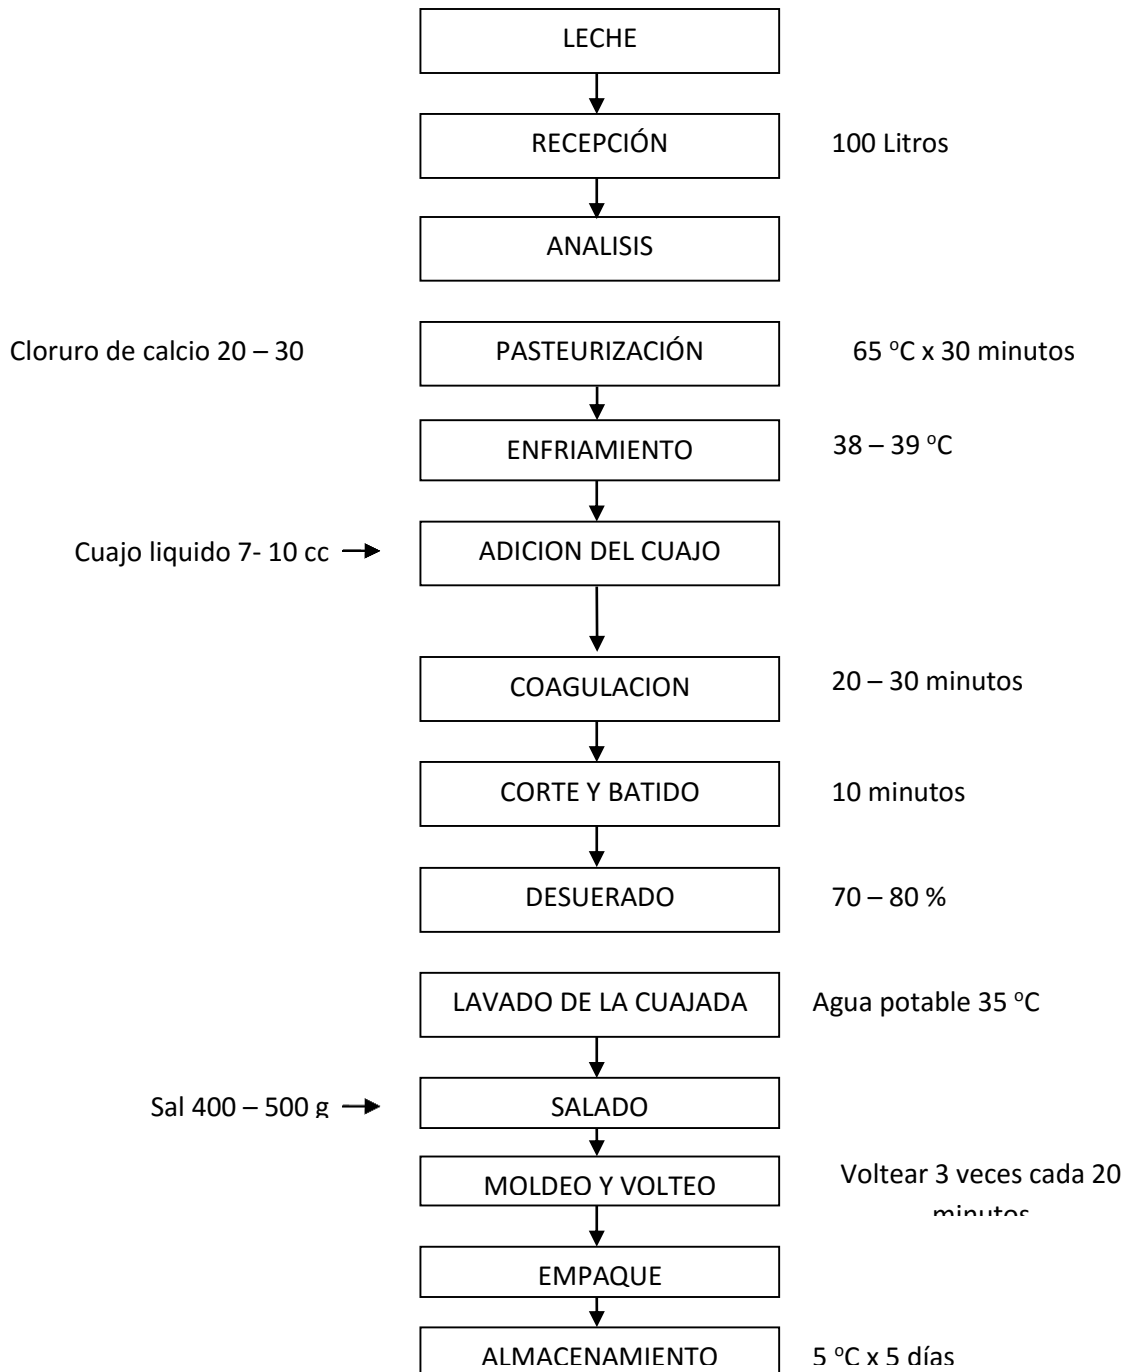 LECHE
RECEPCIÓN
100 Litros
ANALISIS
Cloruro de calcio 20 – 30
PASTEURIZACIÓN
65 °C x 30 minutos
ENFRIAMIENTO
38 – 39 °C
Cuajo liquido 7- 10 cc
ADICION DEL CUAJO
COAGULACION
20 – 30 minutos
CORTE Y BATIDO
10 minutos
DESUERADO
70 – 80 %
LAVADO DE LA CUAJADA
Agua potable 35 °C
Sal 400 – 500 g
SALADO
MOLDEO Y VOLTEO
Voltear 3 veces cada 20
minutos
EMPAQUE
ALMACENAMIENTO
5 °C x 5 días